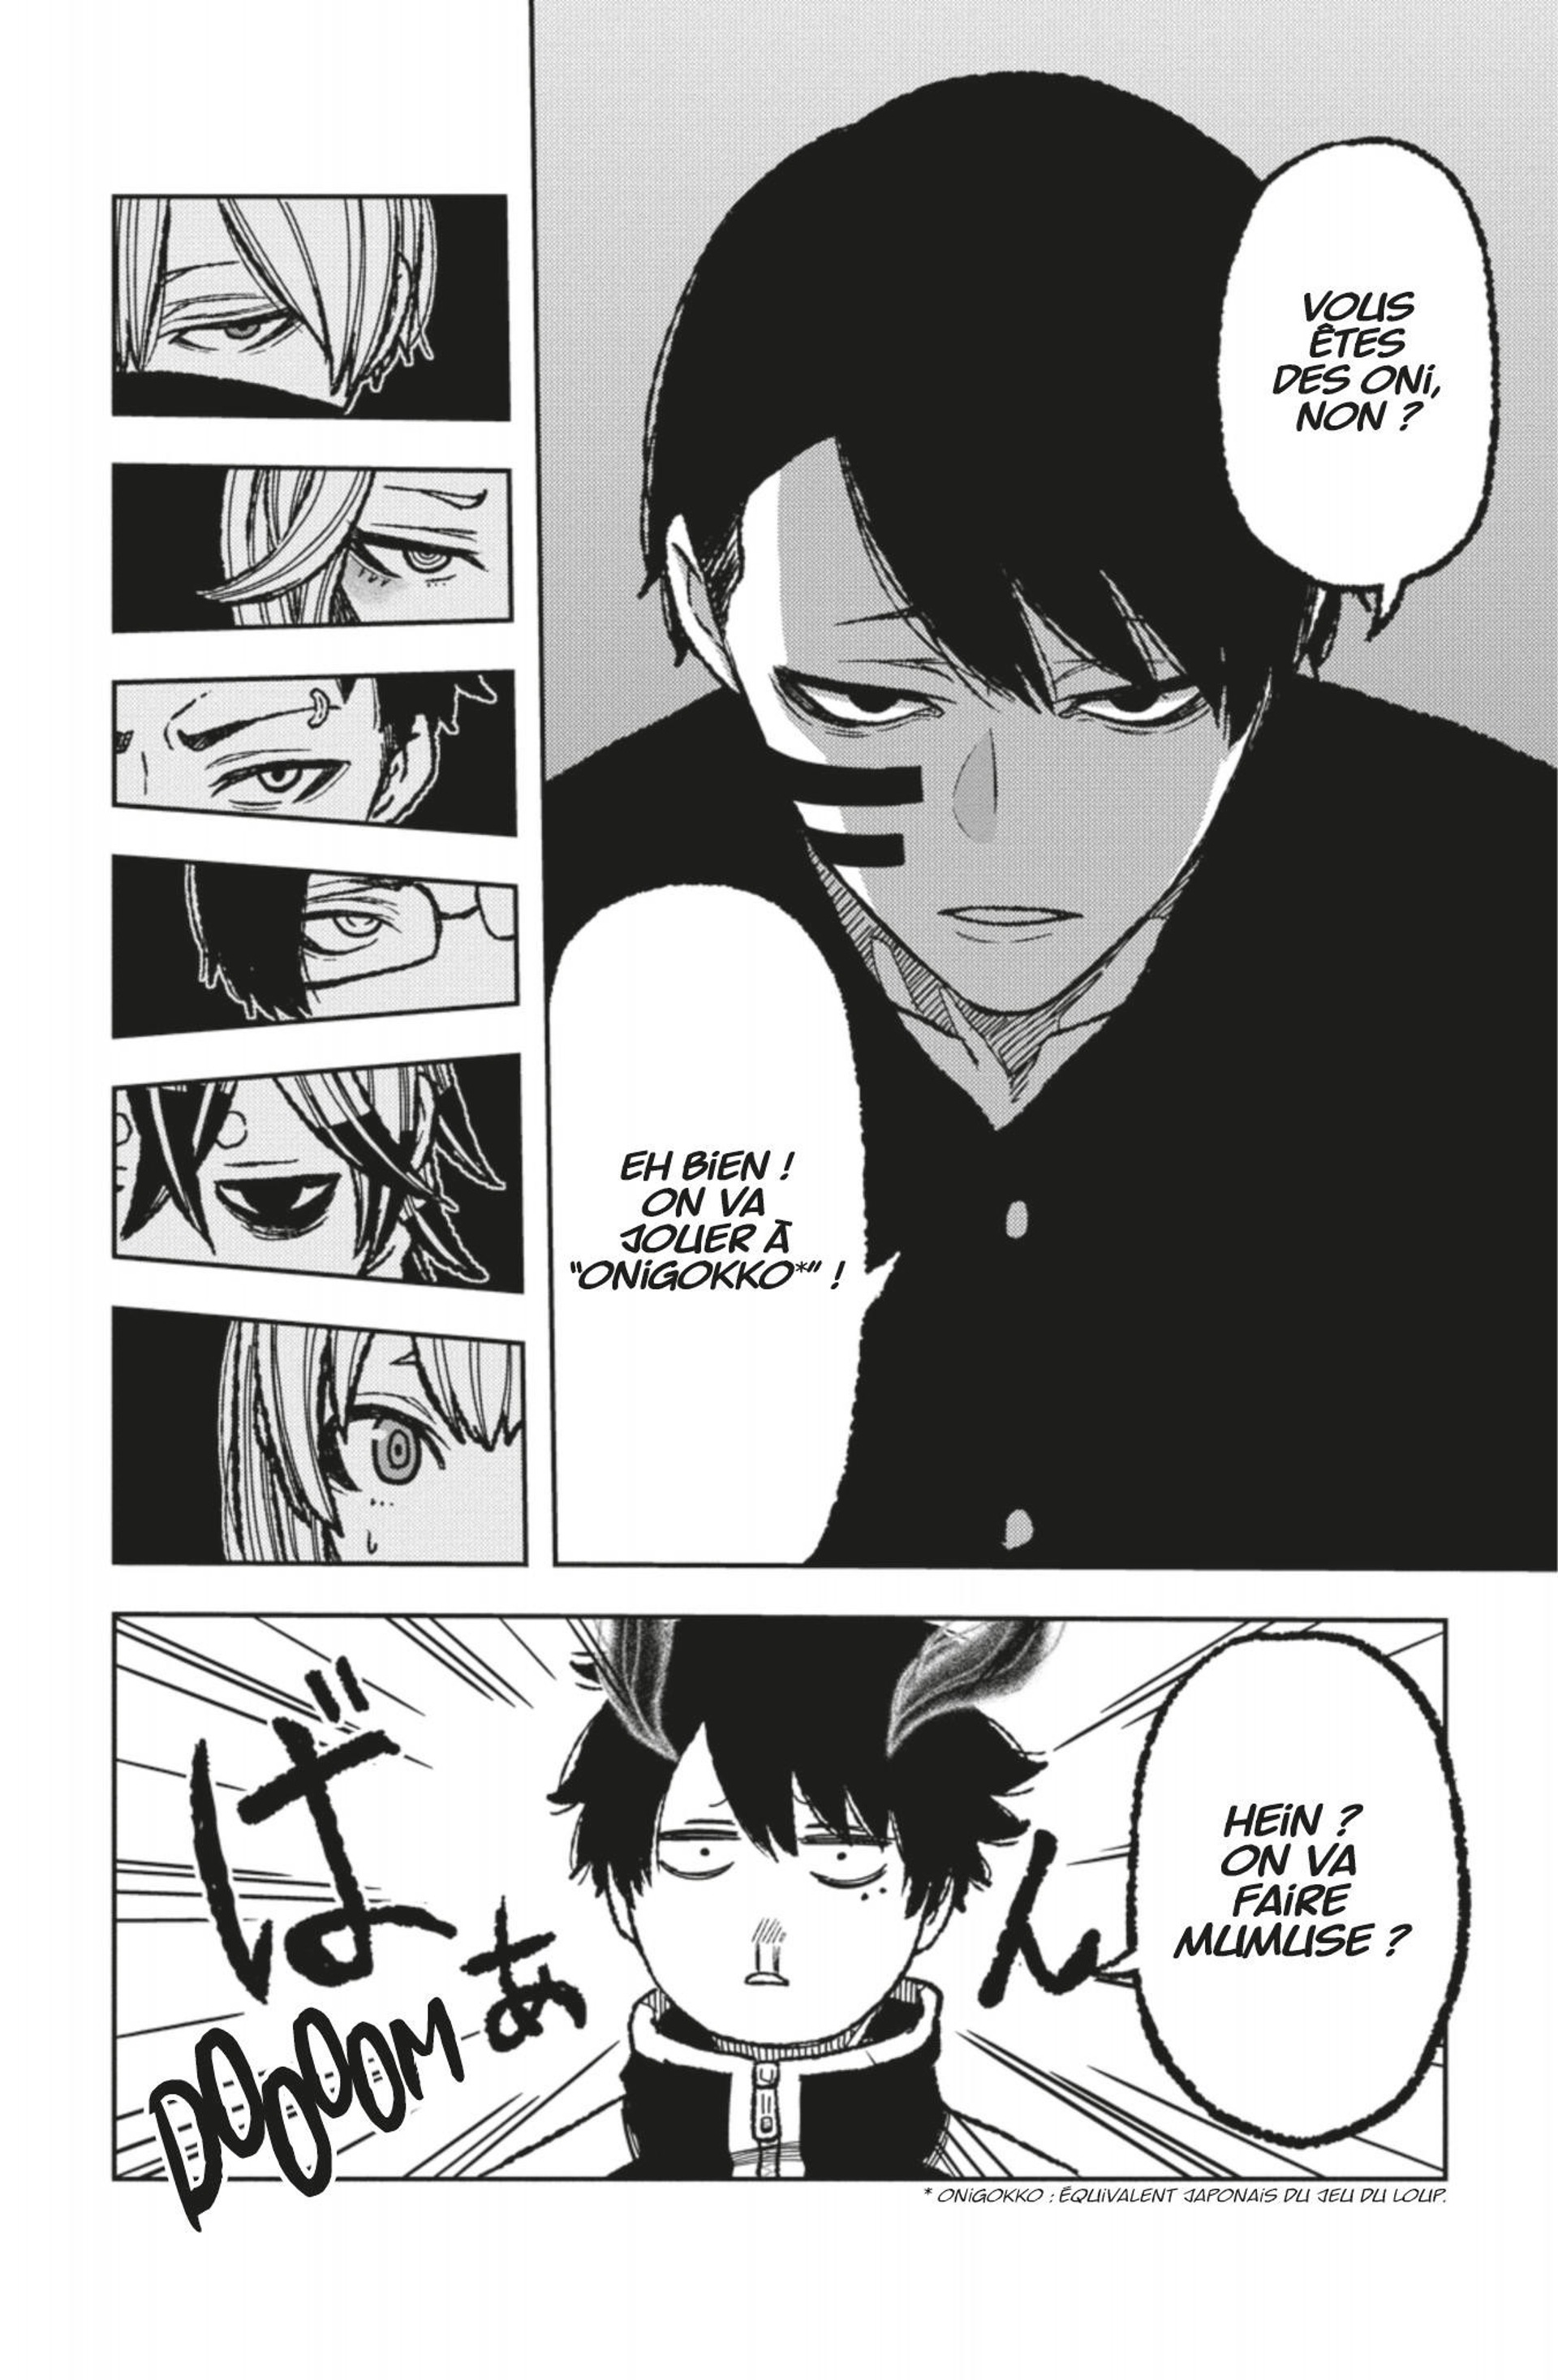 VOUS
ÊTES
DES ONI,
NON ?
EH BIEN !
ON VA
JOUER À
"ONIGOKKO*" !
HEIN ?
ON VA
FAIRE
MUMUSE ?
ばぁん
DOOOOM
* ONIGOKKO : ÉQUIVALENT JAPONAIS DU JEU DU LOUP.